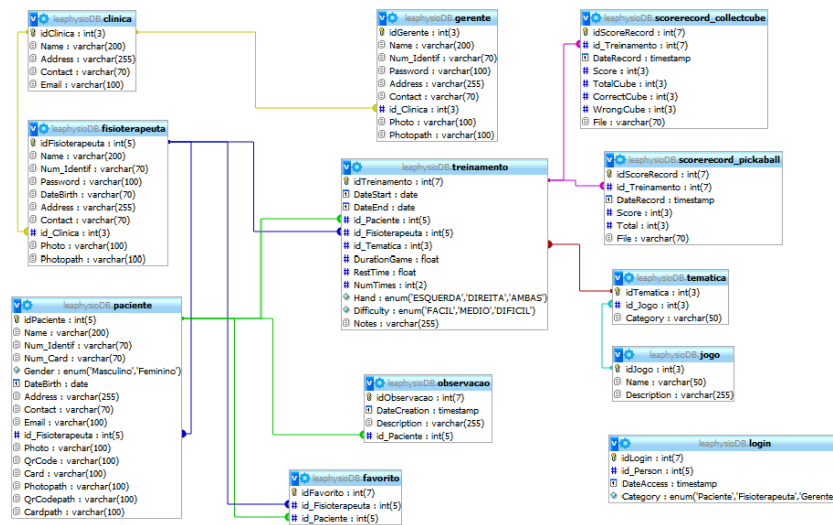 leaphysioDB.clinica
idClinica : int(3)
Name : varchar(200)
Address : varchar(255)
Contact : varchar(70)
Email : varchar(100)
leaphysioDB.fisioterapeuta
idFisioterapeuta : int(5)
Name : varchar(200)
Num_Identif : varchar(70)
Password : varchar(100)
DateBirth : varchar(70)
Address : varchar(255)
Contact : varchar(70)
id_Clinica : int(3)
Photo : varchar(100)
Photopath : varchar(100)
leaphysioDB.paciente
idPaciente : int(5)
Name : varchar(200)
Num_Identif : varchar(70)
Num_Card : varchar(70)
Gender : enum('Masculino','Feminino')
DateBirth : date
Address : varchar(255)
Contact : varchar(70)
Email : varchar(100)
id_Fisioterapeuta : int(5)
Photo : varchar(100)
QrCode : varchar(100)
Card : varchar(100)
Photopath : varchar(100)
QrCodepath : varchar(100)
Cardpath : varchar(100)
leaphysioDB.gerente
idGerente : int(3)
Name : varchar(200)
Num_Identif : varchar(70)
Password : varchar(100)
Address : varchar(255)
Contact : varchar(70)
id_Clinica : int(3)
Photo : varchar(100)
Photopath : varchar(100)
leaphysioDB.treinamento
idTreinamento : int(7)
DateStart : date
DateEnd : date
id_Paciente : int(5)
id_Fisioterapeuta : int(5)
id_Tematica : int(3)
DurationGame : float
RestTime : float
NumTimes : int(2)
Hand : enum('ESQUERDA','DIREITA','AMBAS')
Difficulty : enum('FACIL','MEDIO','DIFICIL')
Notes : varchar(255)
leaphysioDB.observacao
idObservacao : int(7)
DateCreation : timestamp
Description : varchar(255)
id_Paciente : int(5)
leaphysioDB.favorito
idFavorito : int(7)
id_Fisioterapeuta : int(5)
id_Paciente : int(5)
leaphysioDB.scorerecord_collectcube
idScoreRecord : int(7)
id_Treinamento : int(7)
DateRecord : timestamp
Score : int(3)
TotalCube : int(3)
CorrectCube : int(3)
WrongCube : int(3)
File : varchar(70)
leaphysioDB.scorerecord_pickaball
idScoreRecord : int(7)
id_Treinamento : int(7)
DateRecord : timestamp
Score : int(3)
Total : int(3)
File : varchar(70)
leaphysioDB.tematica
idTematica : int(3)
id_Jogo : int(3)
Category : varchar(50)
leaphysioDB.jogo
idJogo : int(3)
Name : varchar(50)
Description : varchar(255)
leaphysioDB.login
idLogin : int(7)
id_Person : int(5)
DateAccess : timestamp
Category : enum('Paciente','Fisioterapeuta','Gerente